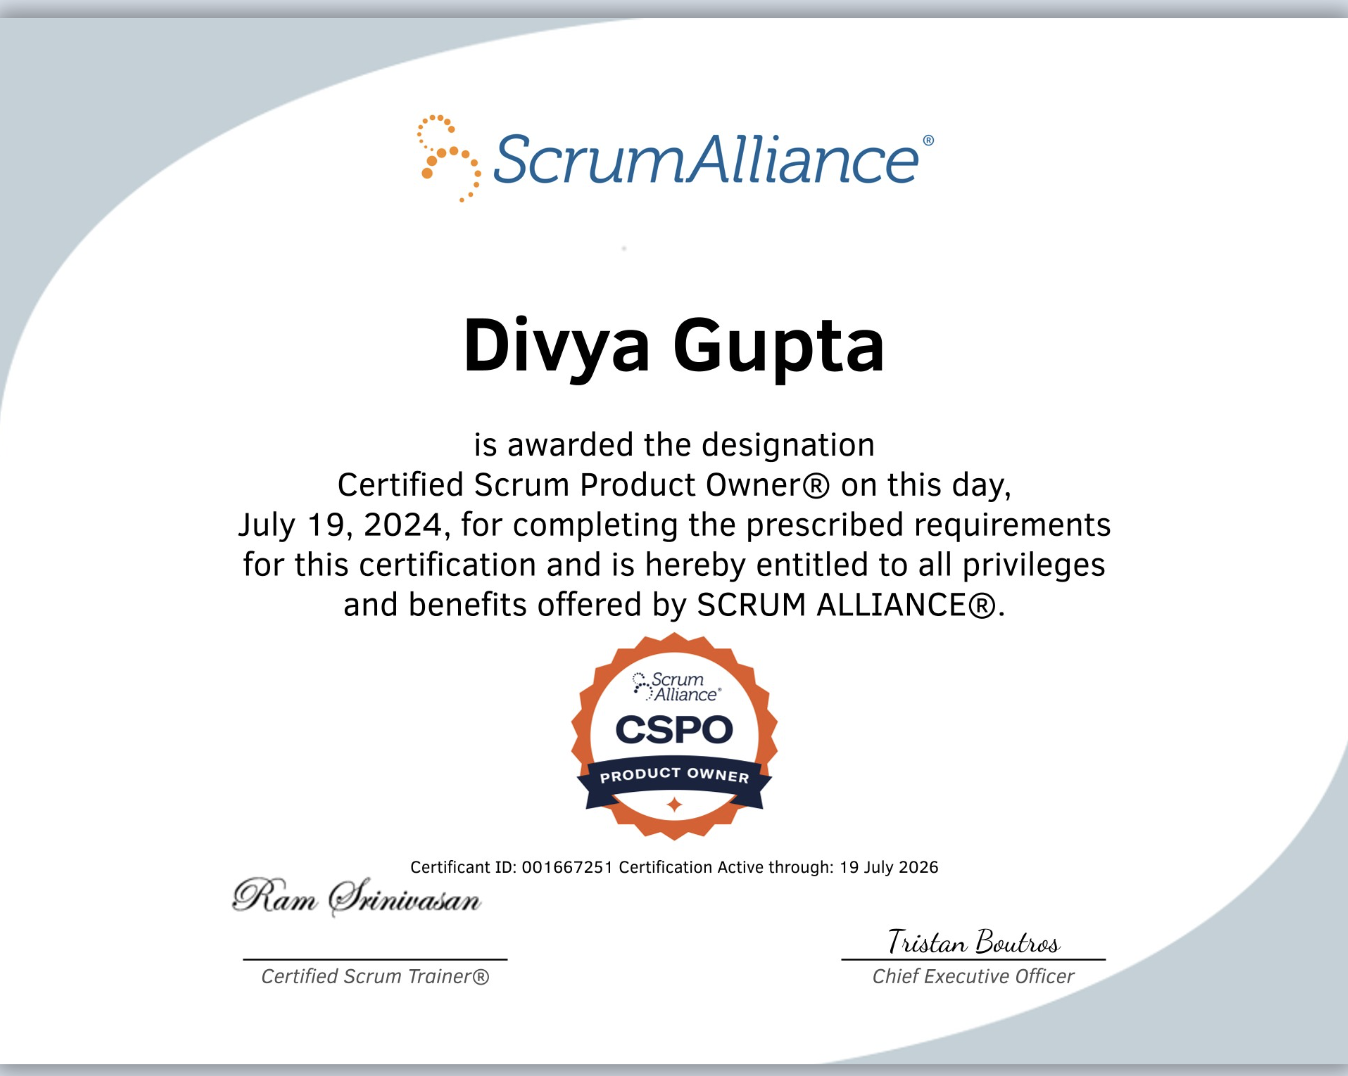 ScrumAlliance®
Divya Gupta
is awarded the designation
Certified Scrum Product Owner® on this day,
July 19, 2024, for completing the prescribed requirements
for this certification and is hereby entitled to all privileges
and benefits offered by SCRUM ALLIANCE®.
Scrum
Alliance®
CSPO
PRODUCT OWNER
Certificant ID: 001667251 Certification Active through: 19 July 2026
Ram Srinivasan
Certified Scrum Trainer®
Tristan Boutros
Chief Executive Officer